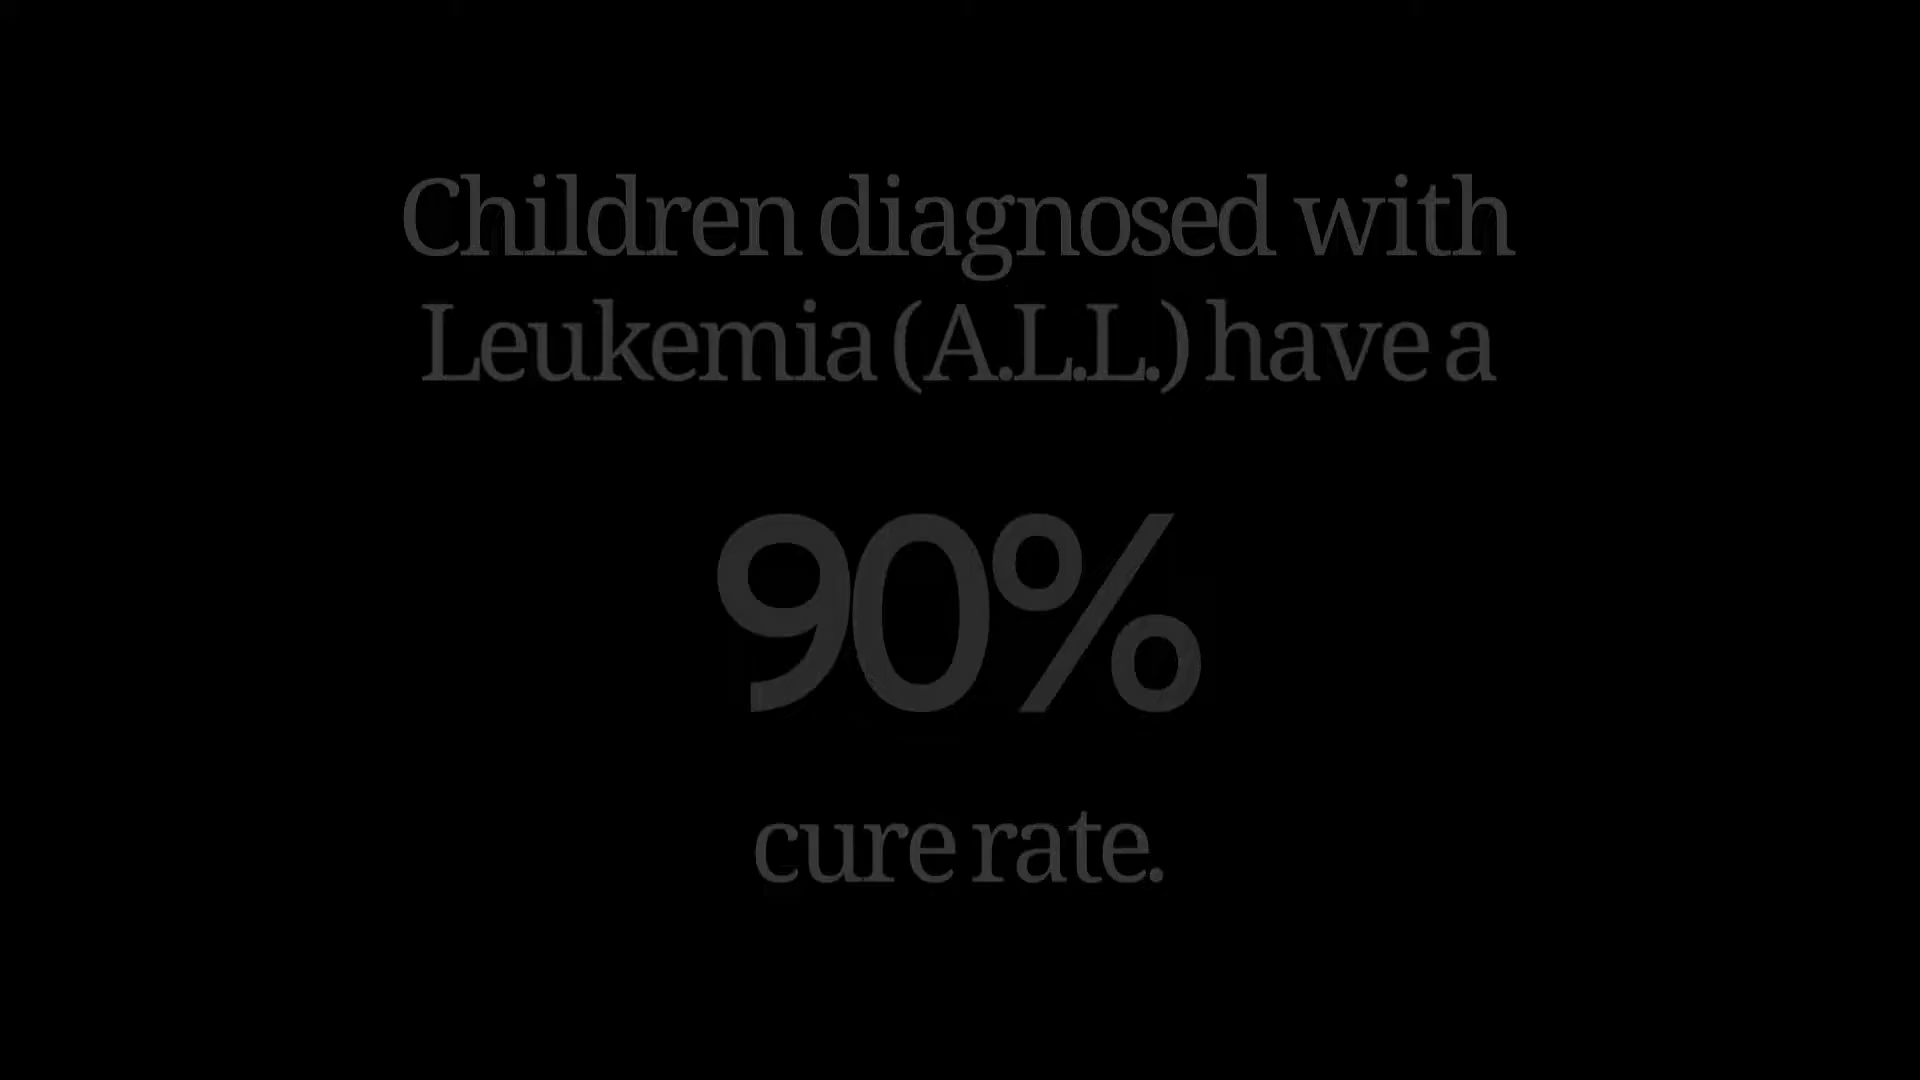 Children diagnosed with
Leukemia (A.L.L.) have a
90%
cure rate.